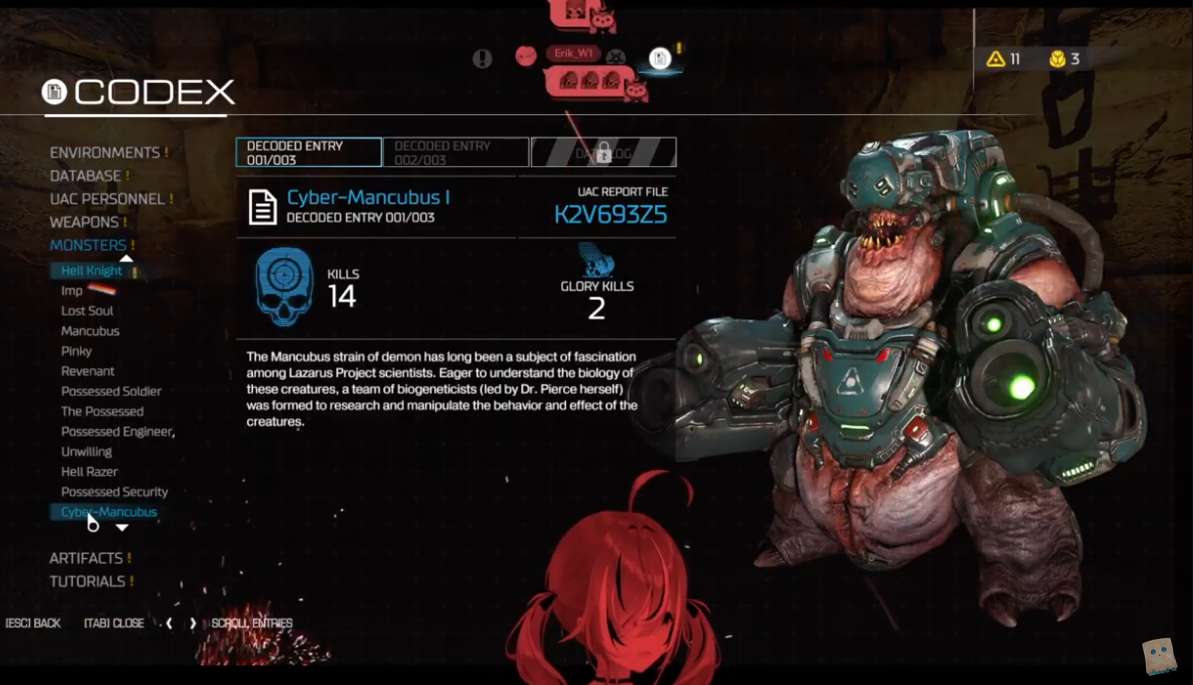 Erik_W1
!
11
3
CODEX
ENVIRONMENTS !
DATABASE !
UAC PERSONNEL !
WEAPONS !
MONSTERS !
Hell Knight !
Imp
Lost Soul
Mancubus
Pinky
Revenant
Possessed Soldier
The Possessed
Possessed Engineer,
Unwilling
Hell Razer
Possessed Security
Cyber-Mancubus
ARTIFACTS !
TUTORIALS !
DECODED ENTRY
001/003
DECODED ENTRY
002/003
Cyber-Mancubus I
DECODED ENTRY 001/003
UAC REPORT FILE
K2V693Z5
KILLS
14
GLORY KILLS
2
The Mancubus strain of demon has long been a subject of fascination
among Lazarus Project scientists. Eager to understand the biology of
these creatures, a team of biogeneticists (led by Dr. Pierce herself)
was formed to research and manipulate the behavior and effect of the
creatures.
[ESC] BACK
[TAB] CLOSE
SCROLL ENTRIES